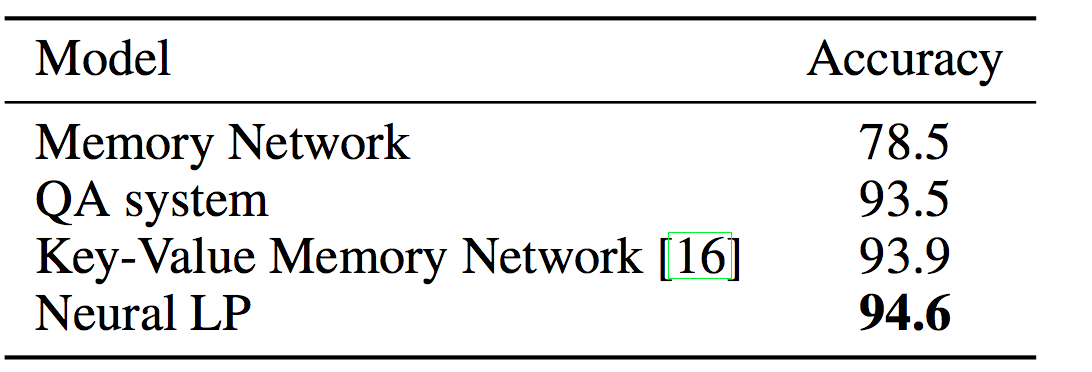 Model Accuracy
Memory Network 78.5
QA system 93.5
Key-Value Memory Network [16] 93.9
Neural LP 94.6